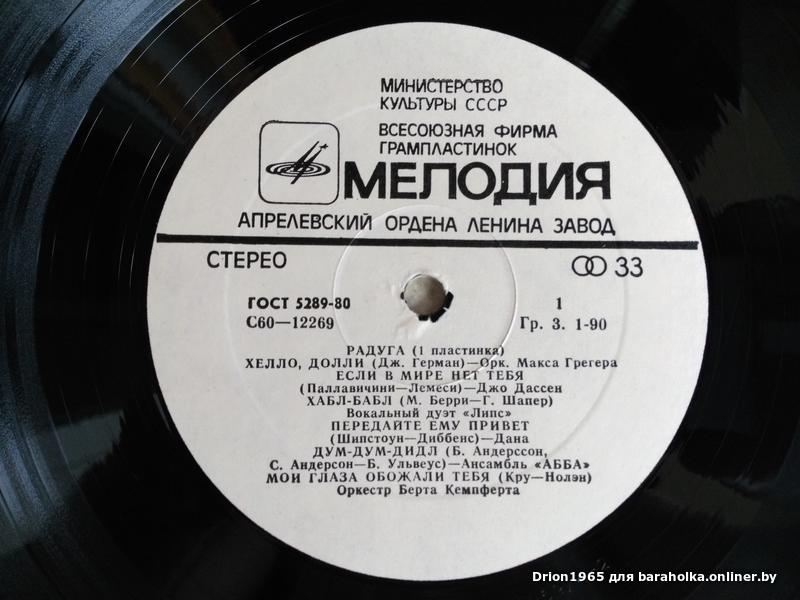 МИНИСТЕРСТВО
КУЛЬТУРЫ СССР
ВСЕСОЮЗНАЯ ФИРМА
ГРАМПЛАСТИНОК
МЕЛОДИЯ
АПРЕЛЕВСКИЙ ОРДЕНА ЛЕНИНА ЗАВОД
СТЕРЕО 33
ГОСТ 5289-80 1
С60—12269 Гр. 3. 1-90
РАДУГА (1 пластинка)
ХЕЛЛО, ДОЛЛИ (Дж. Герман)—Орк. Макса Грегера
ЕСЛИ В МИРЕ НЕТ ТЕБЯ
(Паллавичини—Лемеси)—Джо Дассен
ХАБЛ-БАБЛ (М. Берри—Г. Шапер)
Вокальный дуэт «Липс»
ПЕРЕДАЙТЕ ЕМУ ПРИВЕТ
(Шипстоун—Диббенс)—Дана
ДУМ-ДУМ-ДИДЛ (Б. Андерссон,
С. Андерсон—Б. Ульвеус)—Ансамбль «АББА»
МОИ ГЛАЗА ОБОЖАЛИ ТЕБЯ (Кру—Нолэн)
Оркестр Берта Кемпферта
Drion1965 для baraholka.onliner.by